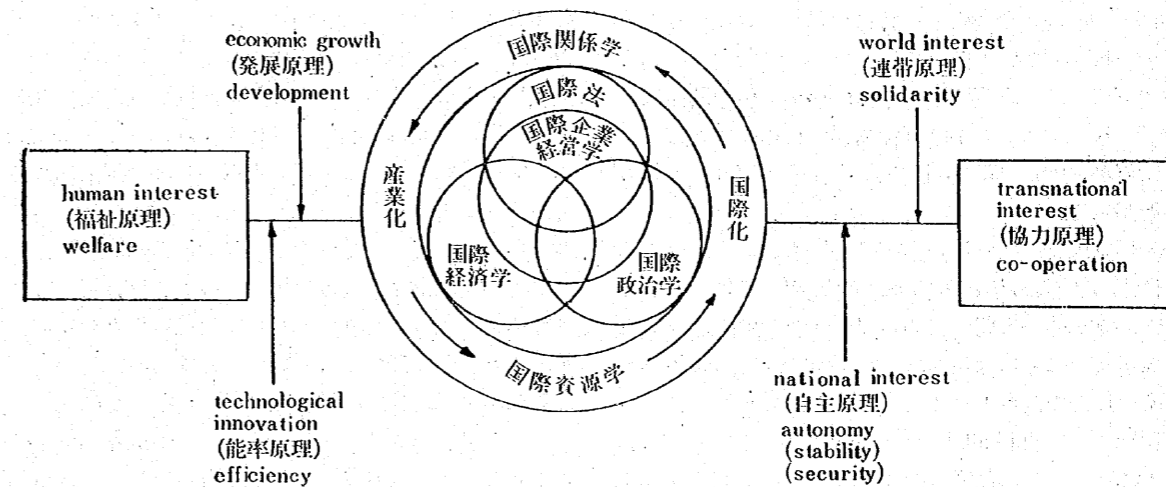 economic growth
(発展原理)
development
human interest
(福祉原理)
welfare
technological
innovation
(能率原理)
efficiency
国際関係学
産業化
国際化
国際資源学
国際法
国際企業
経営学
国際
経済学
国際
政治学
world interest
(連帯原理)
solidarity
transnational
interest
(協力原理)
co-operation
national interest
(自主原理)
autonomy
(stability)
(security)